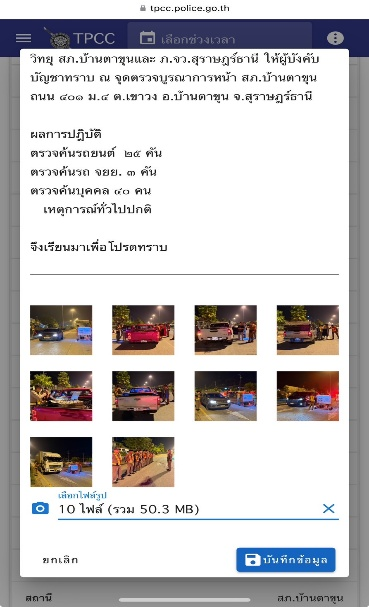 tpcc.police.go.th
TPCC
เลือกช่วงเวลา
วิทยุ สภ.บ้านตาขุนและ ภ.จว.สุราษฎร์ธานี ให้ผู้บังคับ
บัญชาทราบ ณ จุดตรวจบูรณาการหน้า สภ.บ้านตาขุน
ถนน ๔๐๑ ม.๔ ต.เขาวง อ.บ้านตาขุน จ.สุราษฎร์ธานี
ผลการปฏิบัติ
ตรวจค้นรถยนต์ ๒๕ คัน
ตรวจค้นรถ จยย. ๓ คัน
ตรวจค้นบุคคล ๔๐ คน
เหตุการณ์ทั่วไปปกติ
จึงเรียนมาเพื่อโปรดทราบ
เลือกไฟล์รูป
10 ไฟล์ (รวม 50.3 MB)
ยกเลิก
บันทึกข้อมูล
สถานี
สภ.บ้านตาขุน